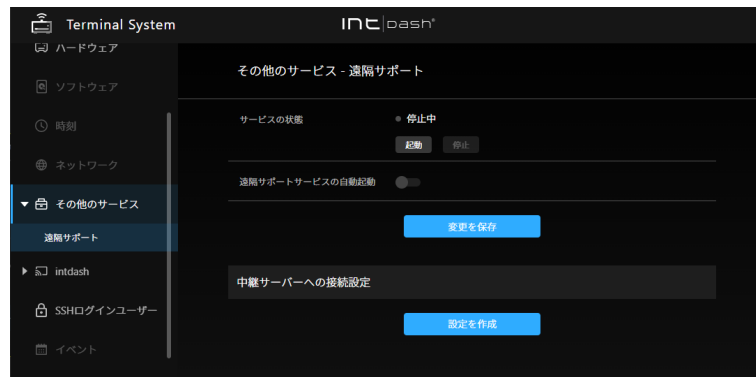 Terminal System
intdash
ハードウェア
ソフトウェア
時刻
ネットワーク
その他のサービス
遠隔サポート
intdash
SSHログインユーザー
イベント
その他のサービス - 遠隔サポート
サービスの状態
停止中
起動 停止
遠隔サポートサービスの自動起動
変更を保存
中継サーバーへの接続設定
設定を作成